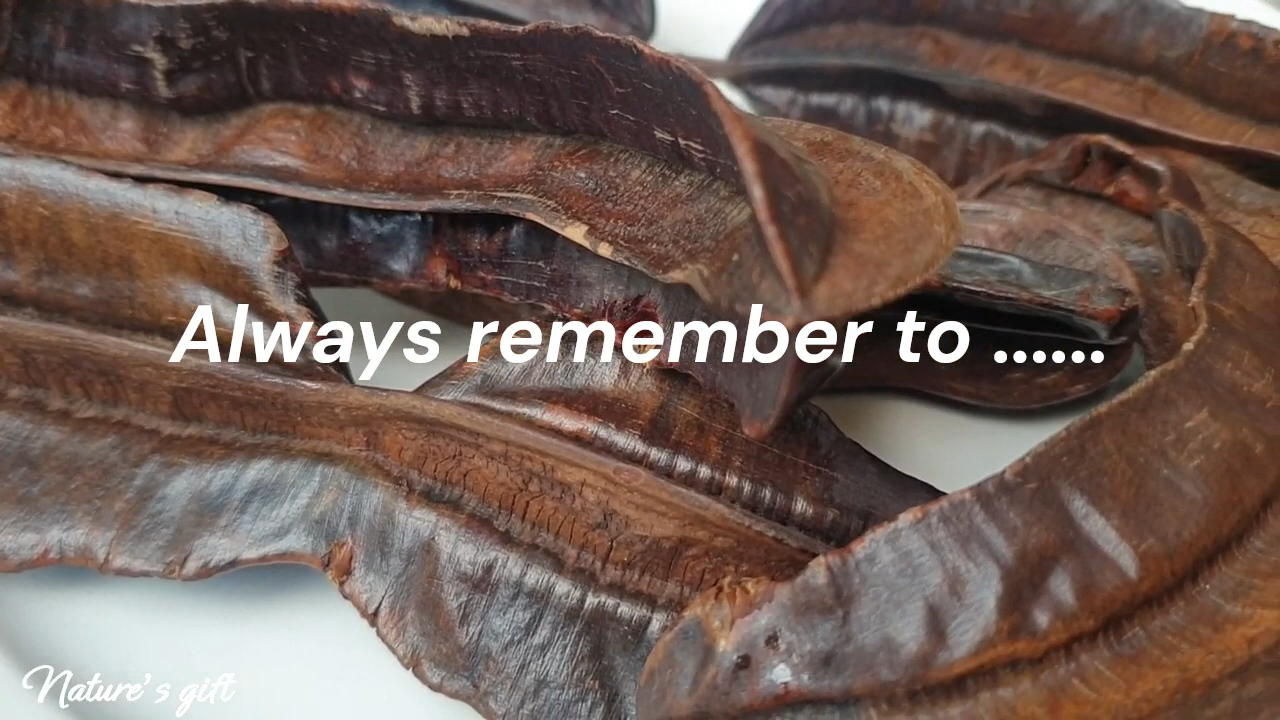 Always remember to ......
Nature's gift